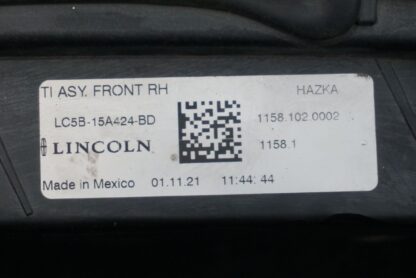 TI ASY. FRONT RH HAZKA
LC5B-15A424-BD 1158.102.0002
LINCOLN 1158.1
Made in Mexico 01.11.21 11:44:44